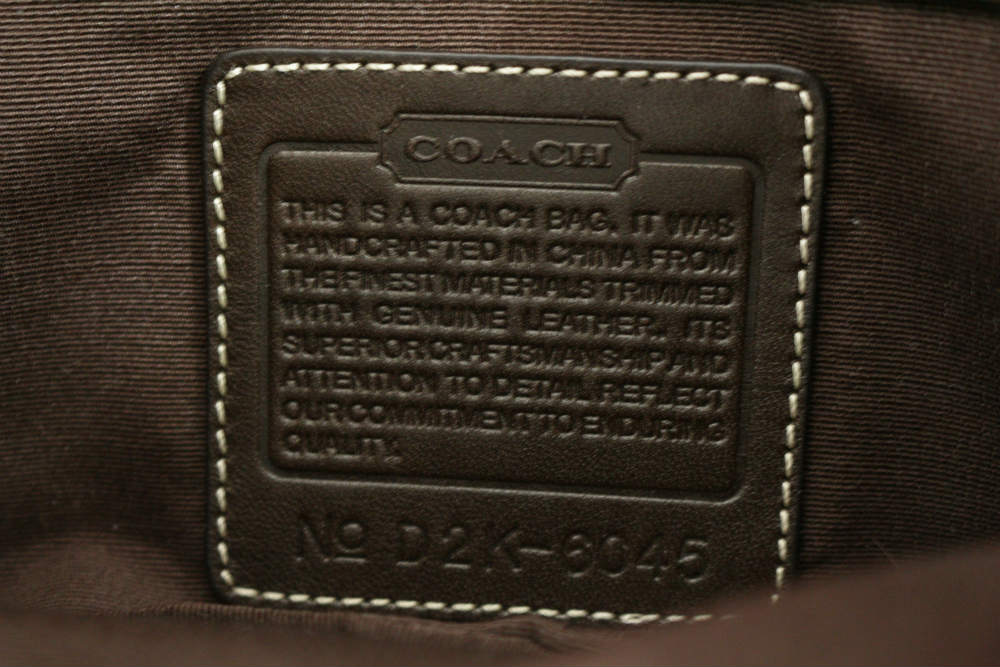 COACH
THIS IS A COACH BAG. IT WAS
HANDCRAFTED IN CHINA FROM
THE FINEST MATERIALS TRIMMED
WITH GENUINE LEATHER. ITS
SUPERIOR CRAFTSMANSHIP AND
ATTENTION TO DETAIL REFLECT
OUR COMMITMENT TO ENDURING
QUALITY.
No D2K-6045